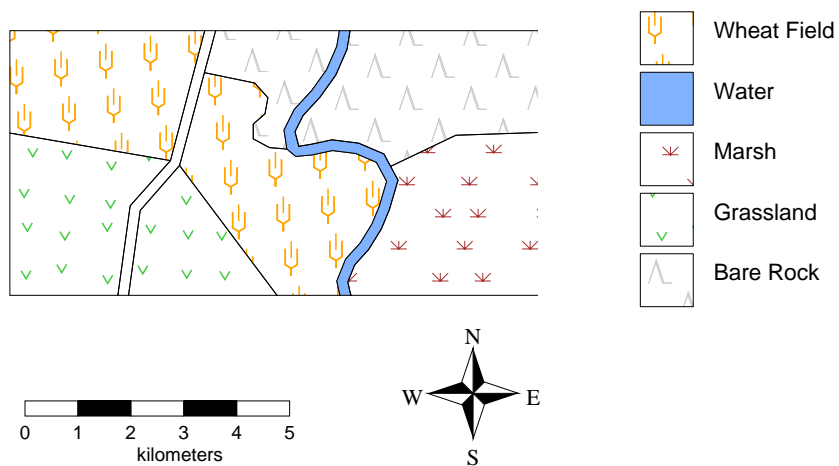 Wheat Field
Water
Marsh
Grassland
Bare Rock
N
W E
S
0 1 2 3 4 5
kilometers